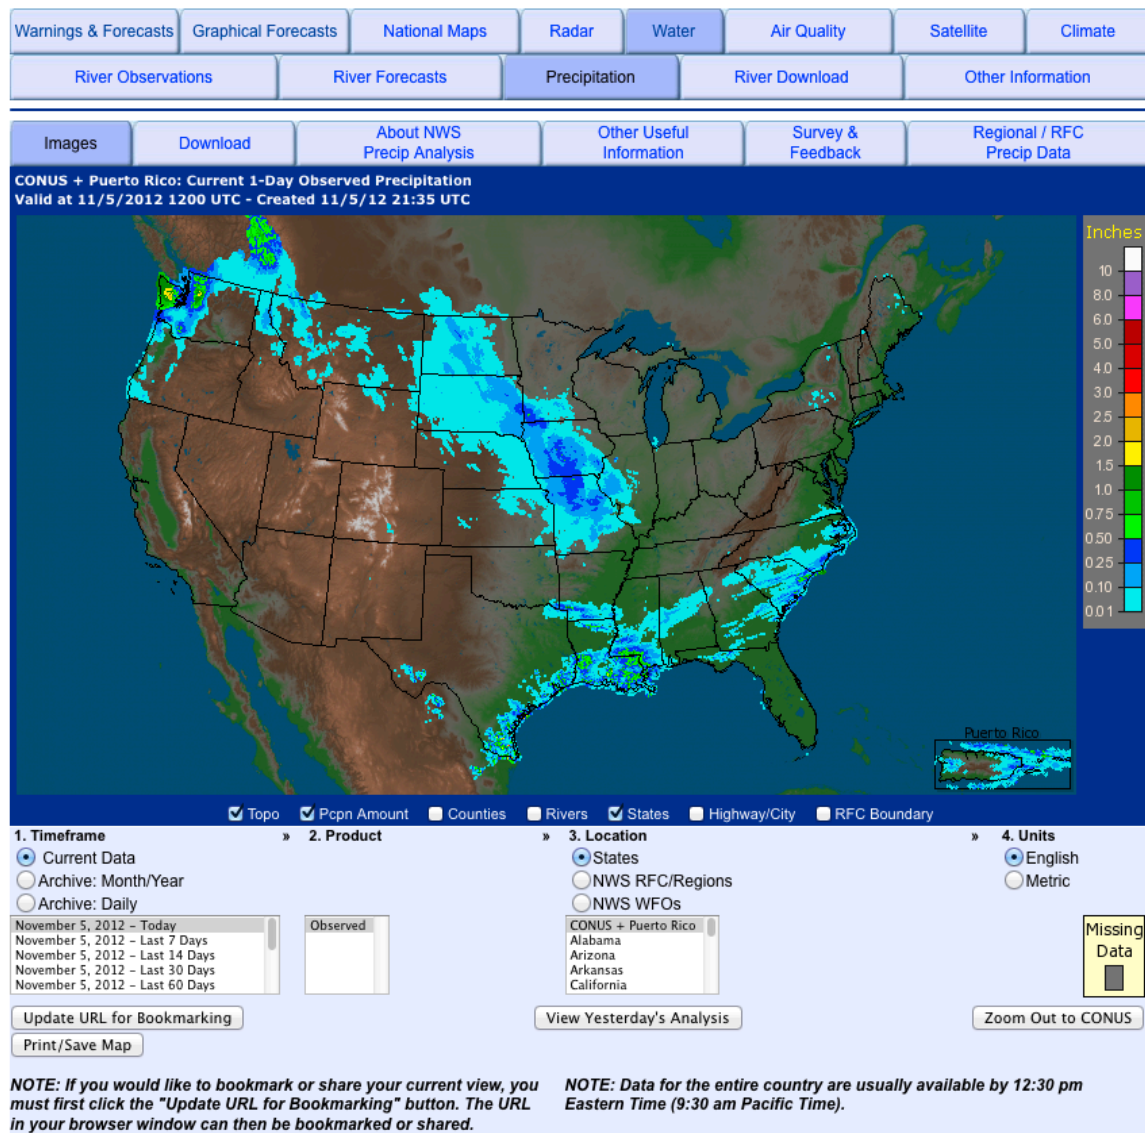 Warnings & Forecasts Graphical Forecasts National Maps Radar Water Air Quality Satellite Climate
River Observations River Forecasts Precipitation River Download Other Information
Images Download About NWS Precip Analysis Other Useful Information Survey & Feedback Regional / RFC Precip Data
CONUS + Puerto Rico: Current 1-Day Observed Precipitation
Valid at 11/5/2012 1200 UTC - Created 11/5/12 21:35 UTC
Inches
10
8.0
6.0
5.0
4.0
3.0
2.5
2.0
1.5
1.0
0.75
0.50
0.25
0.10
0.01
Puerto Rico
Topo Pcpn Amount Counties Rivers States Highway/City RFC Boundary
1. Timeframe » 2. Product » 3. Location » 4. Units
Current Data States English
Archive: Month/Year NWS RFC/Regions Metric
Archive: Daily NWS WFOs
November 5, 2012 – Today Observed CONUS + Puerto Rico
November 5, 2012 – Last 7 Days Alabama
November 5, 2012 – Last 14 Days Arizona
November 5, 2012 – Last 30 Days Arkansas
November 5, 2012 – Last 60 Days California
Missing
Data
Update URL for Bookmarking View Yesterday's Analysis Zoom Out to CONUS
Print/Save Map
NOTE: If you would like to bookmark or share your current view, you
must first click the "Update URL for Bookmarking" button. The URL
in your browser window can then be bookmarked or shared.
NOTE: Data for the entire country are usually available by 12:30 pm
Eastern Time (9:30 am Pacific Time).